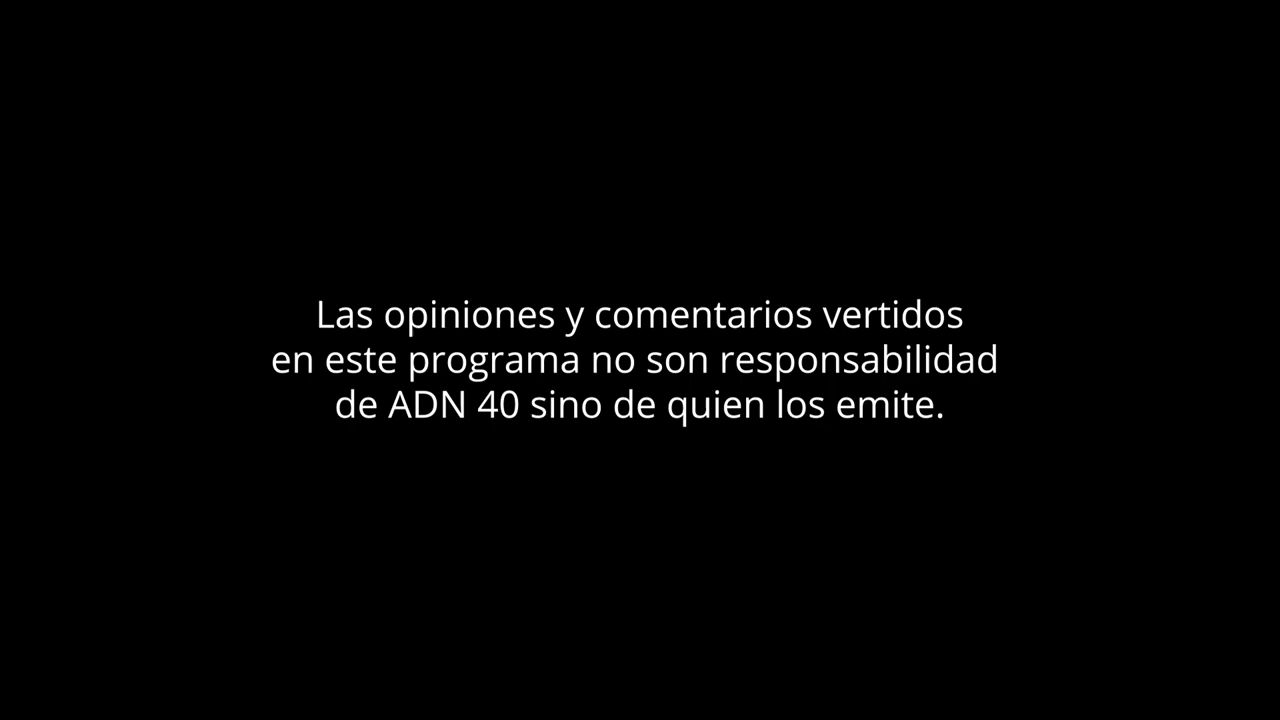 Las opiniones y comentarios vertidos
en este programa no son responsabilidad
de ADN 40 sino de quien los emite.